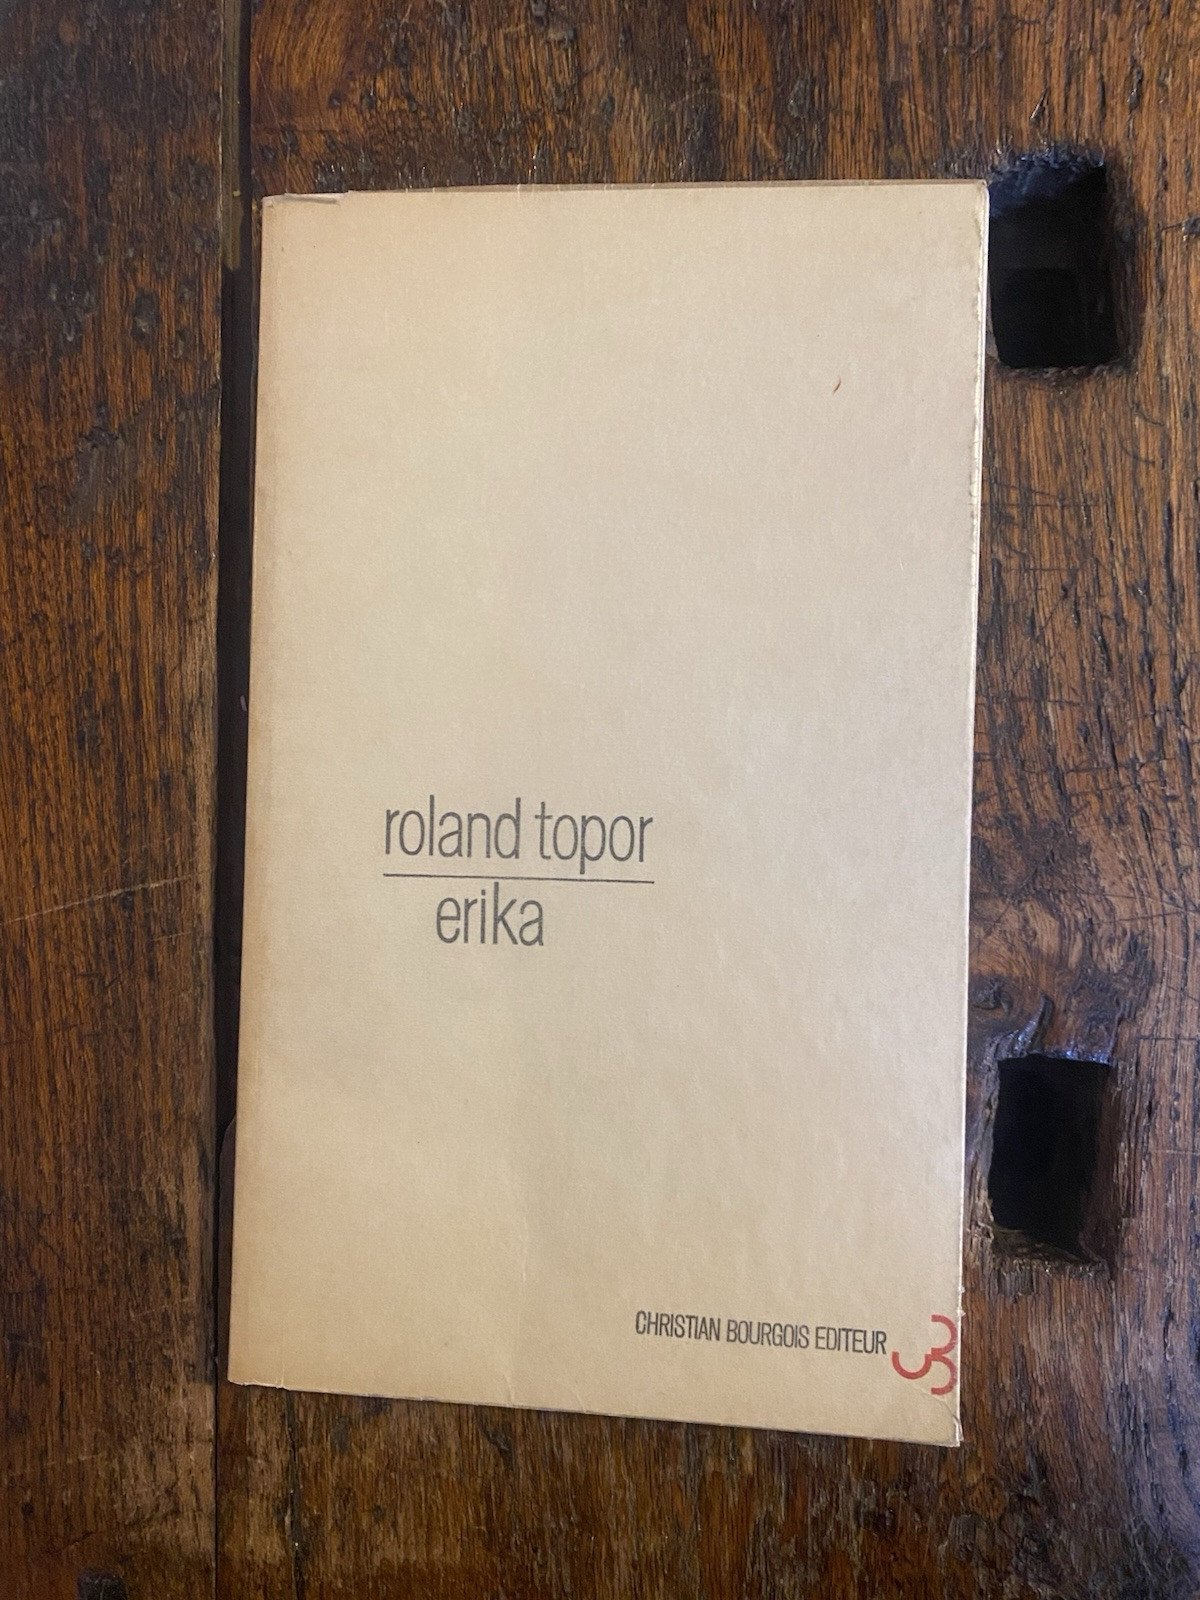 roland topor
erika
CHRISTIAN BOURGOIS EDITEUR